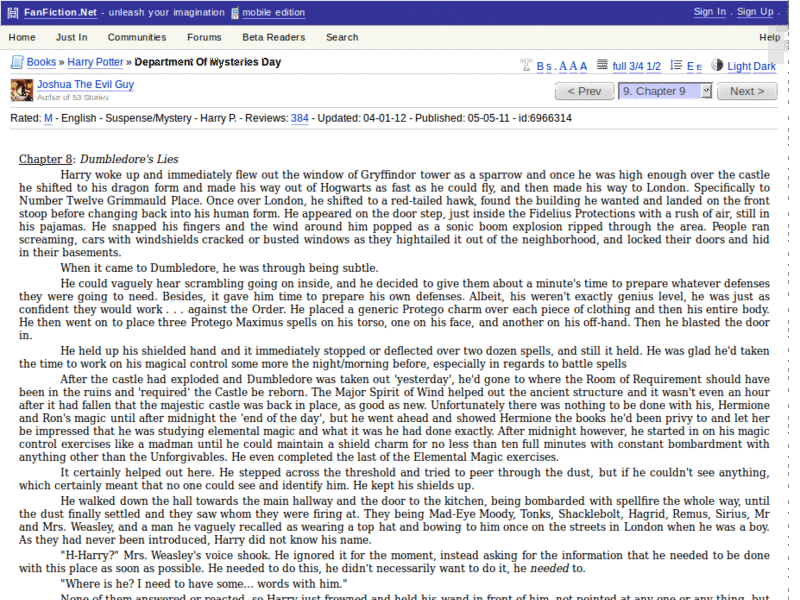 FanFiction.Net - unleash your imagination mobile edition Sign In . Sign Up .
Home Just In Communities Forums Beta Readers Search Help
Books » Harry Potter » Department Of Mysteries Day T B s . A A A full 3/4 1/2 E E Light Dark
Joshua The Evil Guy
Author of 53 Stories
< Prev 9. Chapter 9 Next >
Rated: M - English - Suspense/Mystery - Harry P. - Reviews: 384 - Updated: 04-01-12 - Published: 05-05-11 - id:6966314
Chapter 8: Dumbledore's Lies
Harry woke up and immediately flew out the window of Gryffindor tower as a sparrow and once he was high enough over the castle
he shifted to his dragon form and made his way out of Hogwarts as fast as he could fly, and then made his way to London. Specifically to
Number Twelve Grimmauld Place. Once over London, he shifted to a red-tailed hawk, found the building he wanted and landed on the front
stoop before changing back into his human form. He appeared on the door step, just inside the Fidelius Protections with a rush of air, still in
his pajamas. He snapped his fingers and the wind around him popped as a sonic boom explosion ripped through the area. People ran
screaming, cars with windshields cracked or busted windows as they hightailed it out of the neighborhood, and locked their doors and hid
in their basements.
When it came to Dumbledore, he was through being subtle.
He could vaguely hear scrambling going on inside, and he decided to give them about a minute's time to prepare whatever defenses
they were going to need. Besides, it gave him time to prepare his own defenses. Albeit, his weren't exactly genius level, he was just as
confident they would work . . . against the Order. He placed a generic Protego charm over each piece of clothing and then his entire body.
He then went on to place three Protego Maximus spells on his torso, one on his face, and another on his off-hand. Then he blasted the door
in.
He held up his shielded hand and it immediately stopped or deflected over two dozen spells, and still it held. He was glad he'd taken
the time to work on his magical control some more the night/morning before, especially in regards to battle spells
After the castle had exploded and Dumbledore was taken out 'yesterday', he'd gone to where the Room of Requirement should have
been in the ruins and 'required' the Castle be reborn. The Major Spirit of Wind helped out the ancient structure and it wasn't even an hour
after it had fallen that the majestic castle was back in place, as good as new. Unfortunately there was nothing to be done with his, Hermione
and Ron's magic until after midnight the 'end of the day', but he went ahead and showed Hermione the books he'd been privy to and let her
be impressed that he was studying elemental magic and what it was he had done exactly. After midnight however, he started in on his magic
control exercises like a madman until he could maintain a shield charm for no less than ten full minutes with constant bombardment with
anything other than the Unforgivables. He even completed the last of the Elemental Magic exercises.
It certainly helped out here. He stepped across the threshold and tried to peer through the dust, but if he couldn't see anything,
which certainly meant that no one could see and identify him. He kept his shields up.
He walked down the hall towards the main hallway and the door to the kitchen, being bombarded with spellfire the whole way, until
the dust finally settled and they saw whom they were firing at. They being Mad-Eye Moody, Tonks, Shacklebolt, Hagrid, Remus, Sirius, Mr
and Mrs. Weasley, and a man he vaguely recalled as wearing a top hat and bowing to him once on the streets in London when he was a boy.
As they had never been introduced, Harry did not know his name.
"H-Harry?" Mrs. Weasley's voice shook. He ignored it for the moment, instead asking for the information that he needed to be done
with this place as soon as possible. He needed to do this, he didn't necessarily want to do it, he needed to.
"Where is he? I need to have some... words with him."
None of them answered or reacted, so Harry just frowned and held his wand in front of him, not pointed at any one or any thing, but